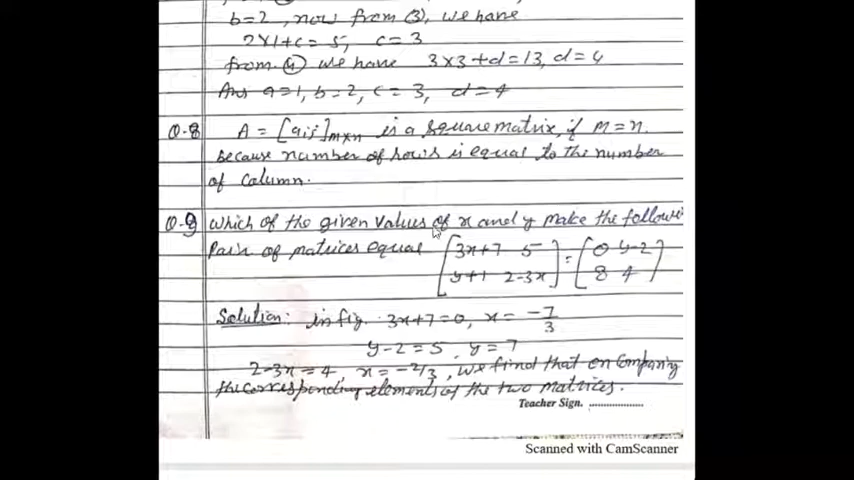 b=2, now from (3), we have
2×1+c = 5, c = 3
from (4) we have 3×3+d=13, d=4
Ans a=1, b=2, c=3, d=4
Q-8 A = [aij]m×n is a square matrix, if m=n.
Because number of rows is equal to the number
of column.
Q-9 Which of the given values of x and y make the followi
Pair of matrices equal [3x+7 5 = [0 y-2
y+1 2-3x] 8 4]
Solution: in fig. 3x+7=0, x= -7/3
y-2=5, y=7
2-3x=4, x=-2/3, we find that on comparing
the corresponding elements of the two matrices.
Teacher Sign. ....................
Scanned with CamScanner